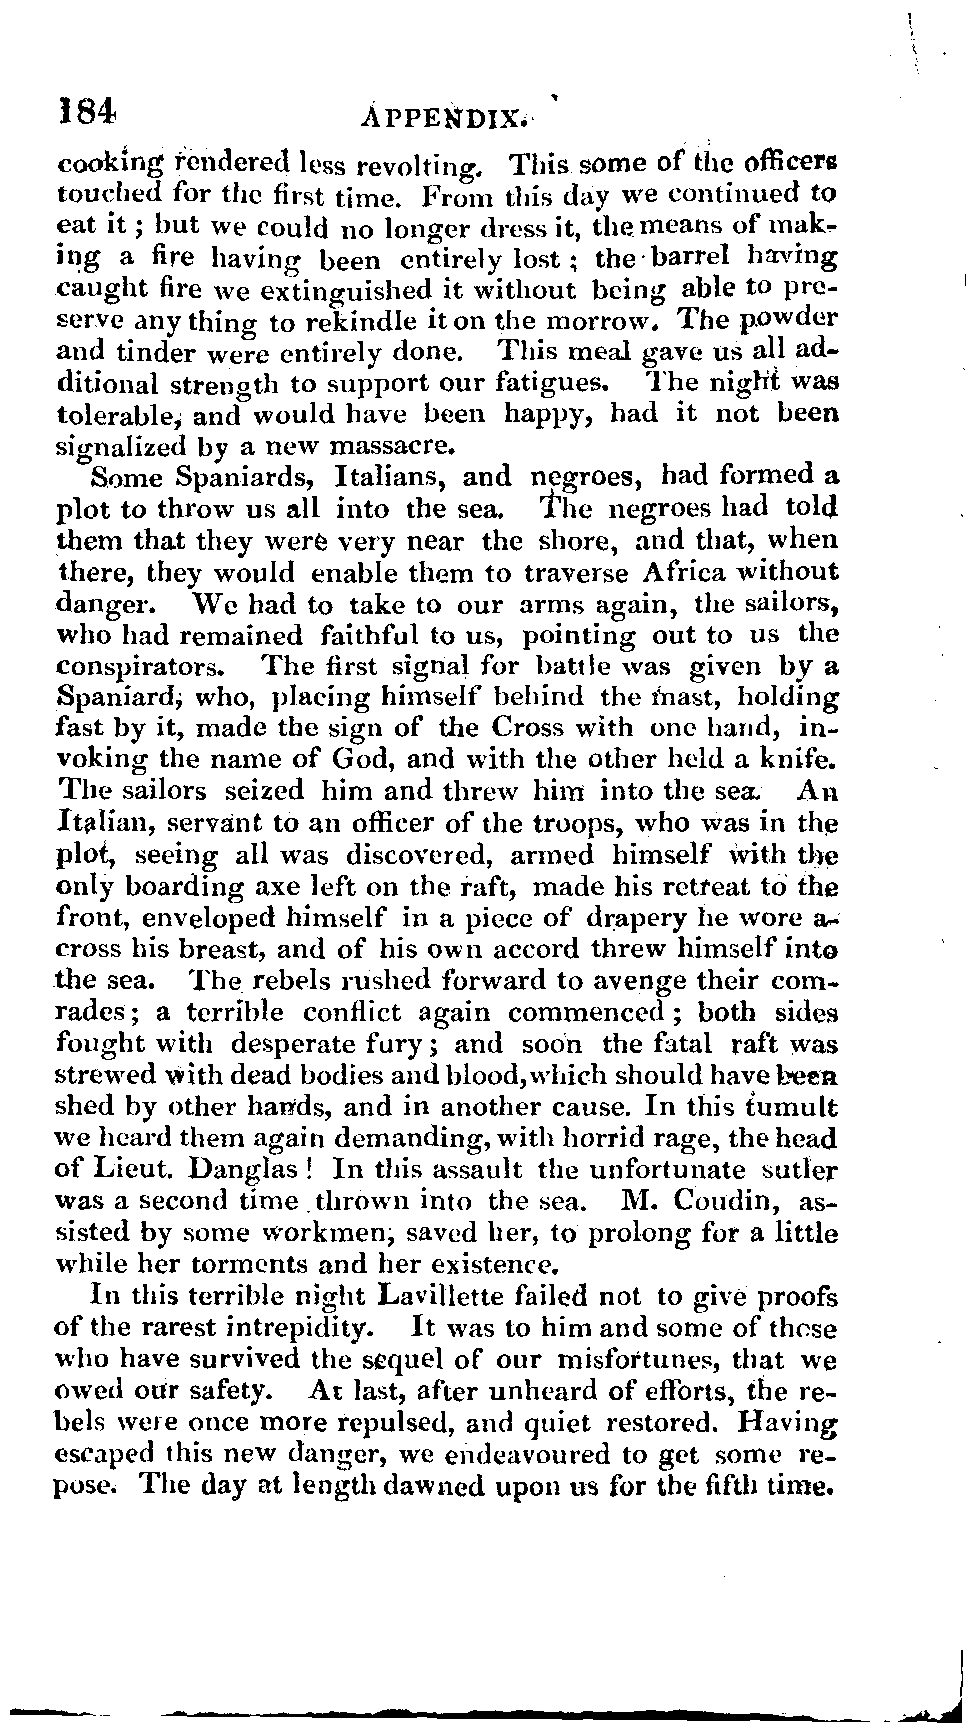 184 APPENDIX.
cooking rendered less revolting. This some of the officers
touched for the first time. From this day we continued to
eat it; but we could no longer dress it, the means of mak-
ing a fire having been entirely lost; the barrel having
caught fire we extinguished it without being able to pre-
serve any thing to rekindle it on the morrow. The powder
and tinder were entirely done. This meal gave us all ad-
ditional strength to support our fatigues. The night was
tolerable, and would have been happy, had it not been
signalized by a new massacre.
Some Spaniards, Italians, and negroes, had formed a
plot to throw us all into the sea. The negroes had told
them that they were very near the shore, and that, when
there, they would enable them to traverse Africa without
danger. We had to take to our arms again, the sailors,
who had remained faithful to us, pointing out to us the
conspirators. The first signal for battle was given by a
Spaniard, who, placing himself behind the mast, holding
fast by it, made the sign of the Cross with one hand, in-
voking the name of God, and with the other held a knife.
The sailors seized him and threw him into the sea. An
Italian, servant to an officer of the troops, who was in the
plot, seeing all was discovered, armed himself with the
only boarding axe left on the raft, made his retreat to the
front, enveloped himself in a piece of drapery he wore a-
cross his breast, and of his own accord threw himself into
the sea. The rebels rushed forward to avenge their com-
rades; a terrible conflict again commenced; both sides
fought with desperate fury; and soon the fatal raft was
strewed with dead bodies and blood, which should have been
shed by other hands, and in another cause. In this tumult
we heard them again demanding, with horrid rage, the head
of Lieut. Danglas! In this assault the unfortunate sutler
was a second time thrown into the sea. M. Coudin, as-
sisted by some workmen, saved her, to prolong for a little
while her torments and her existence.
In this terrible night Lavillette failed not to give proofs
of the rarest intrepidity. It was to him and some of those
who have survived the sequel of our misfortunes, that we
owed our safety. At last, after unheard of efforts, the re-
bels were once more repulsed, and quiet restored. Having
escaped this new danger, we endeavoured to get some re-
pose. The day at length dawned upon us for the fifth time.